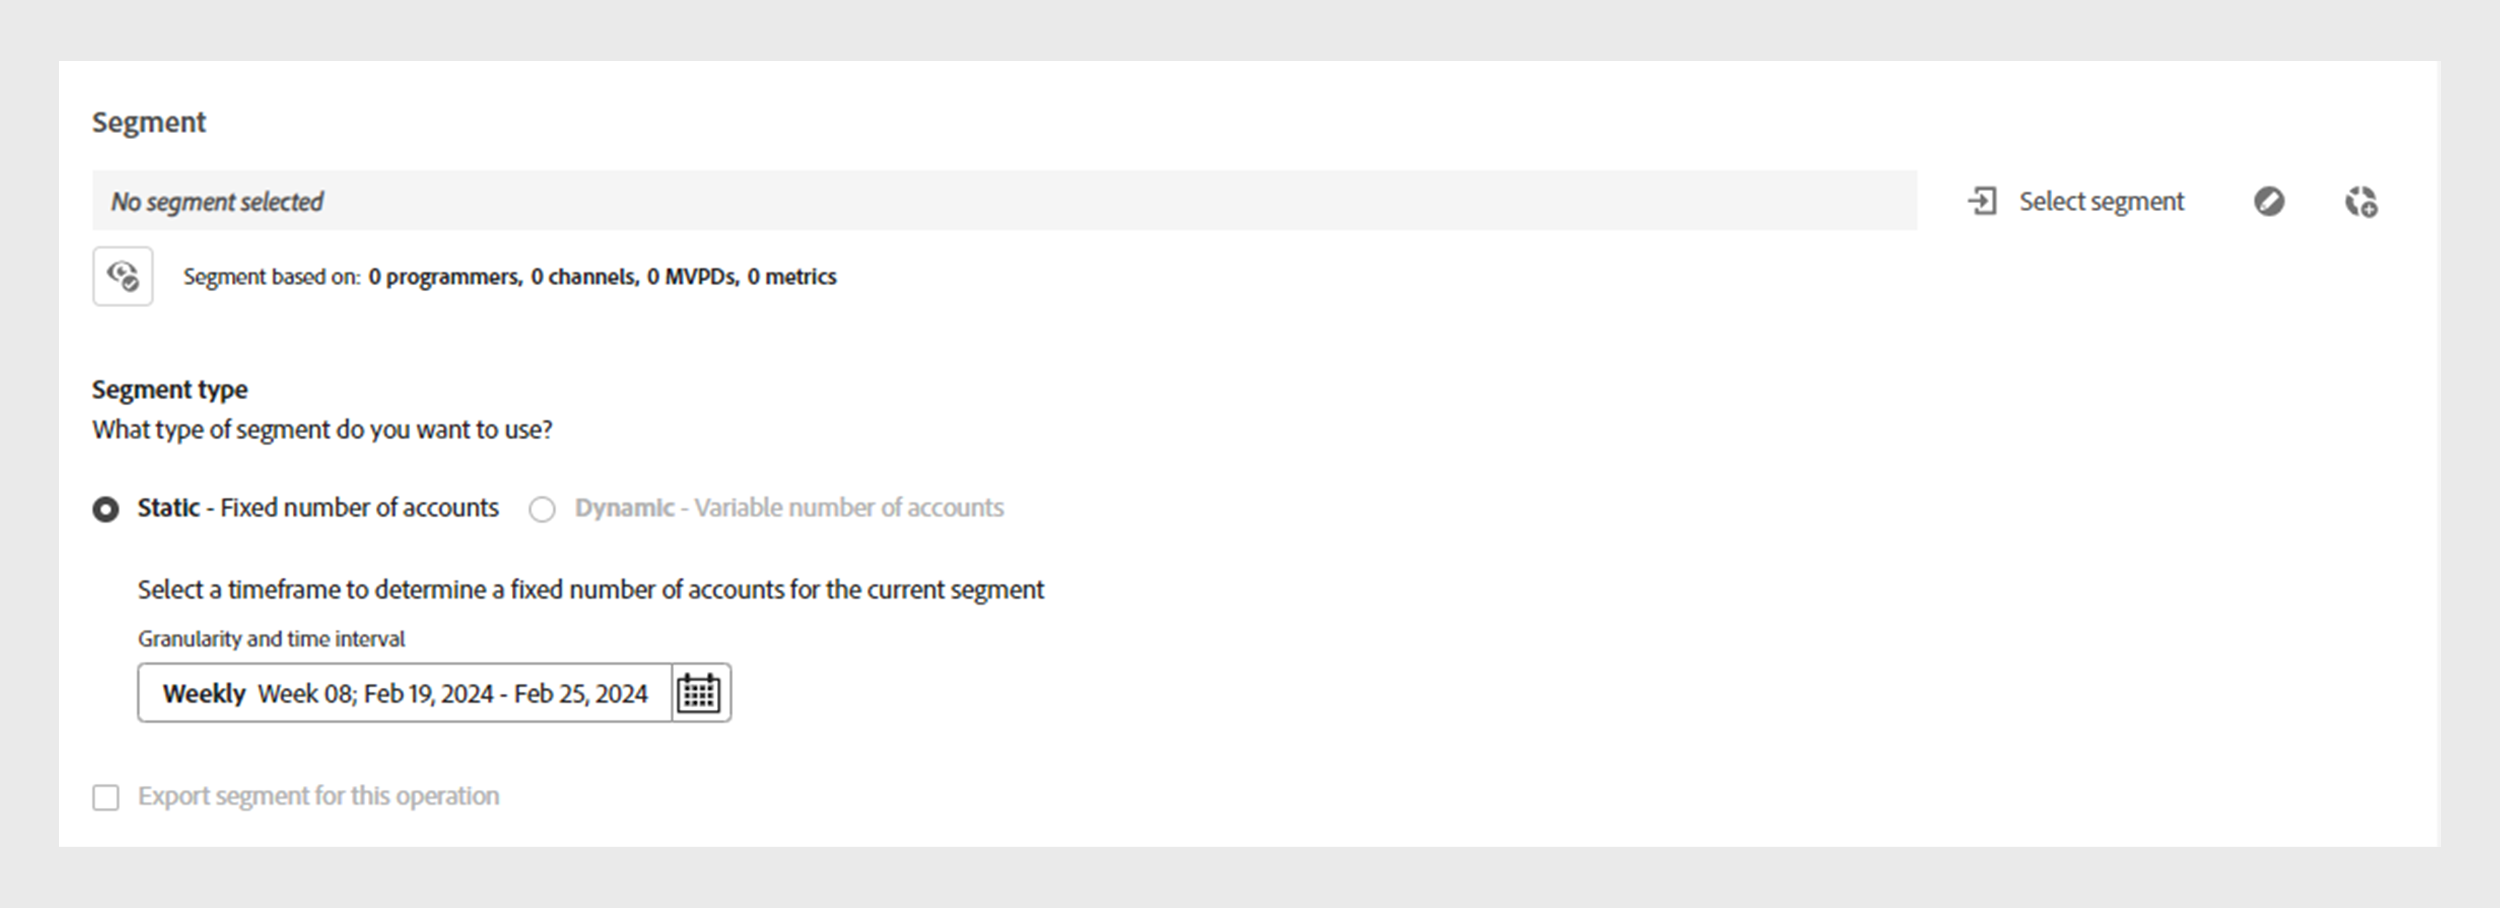 Segment
No segment selected
Select segment
Segment based on: 0 programmers, 0 channels, 0 MVPDs, 0 metrics
Segment type
What type of segment do you want to use?
Static - Fixed number of accounts
Dynamic - Variable number of accounts
Select a timeframe to determine a fixed number of accounts for the current segment
Granularity and time interval
Weekly Week 08; Feb 19, 2024 - Feb 25, 2024
Export segment for this operation